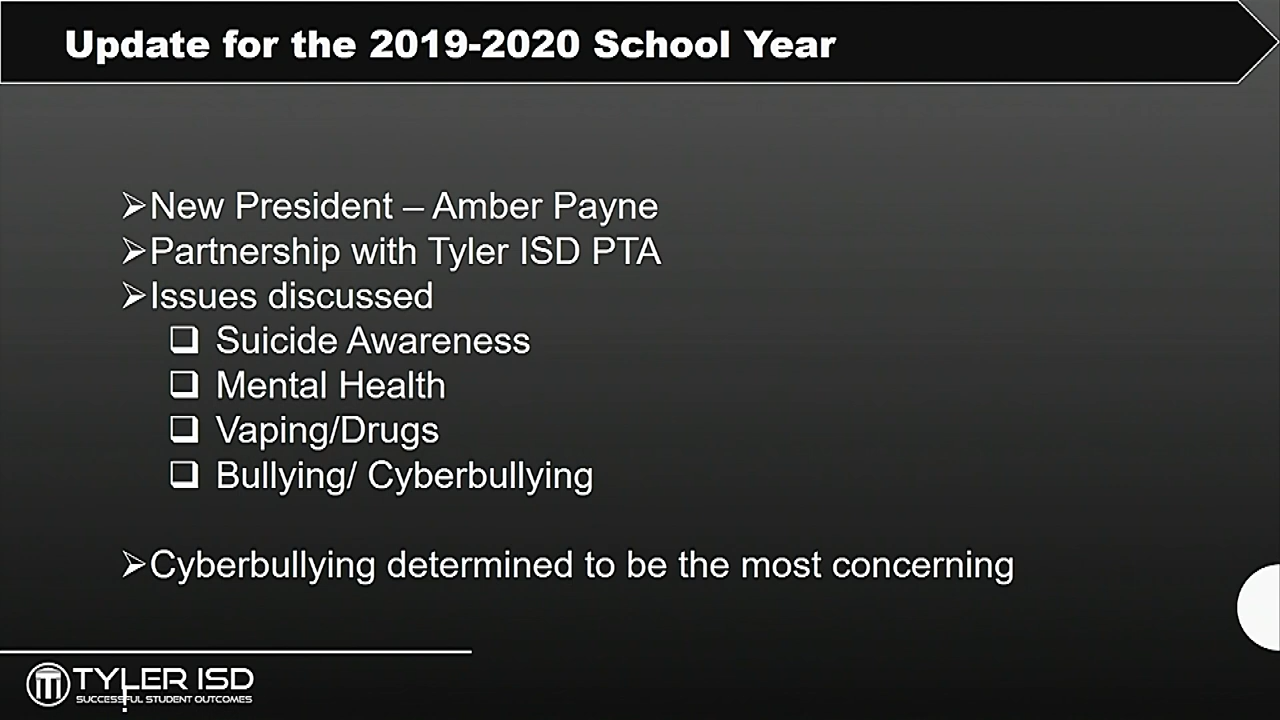 Update for the 2019-2020 School Year
➢New President – Amber Payne
➢Partnership with Tyler ISD PTA
➢Issues discussed
❑ Suicide Awareness
❑ Mental Health
❑ Vaping/Drugs
❑ Bullying/ Cyberbullying
➢Cyberbullying determined to be the most concerning
TYLER ISD
SUCCESSFUL STUDENT OUTCOMES